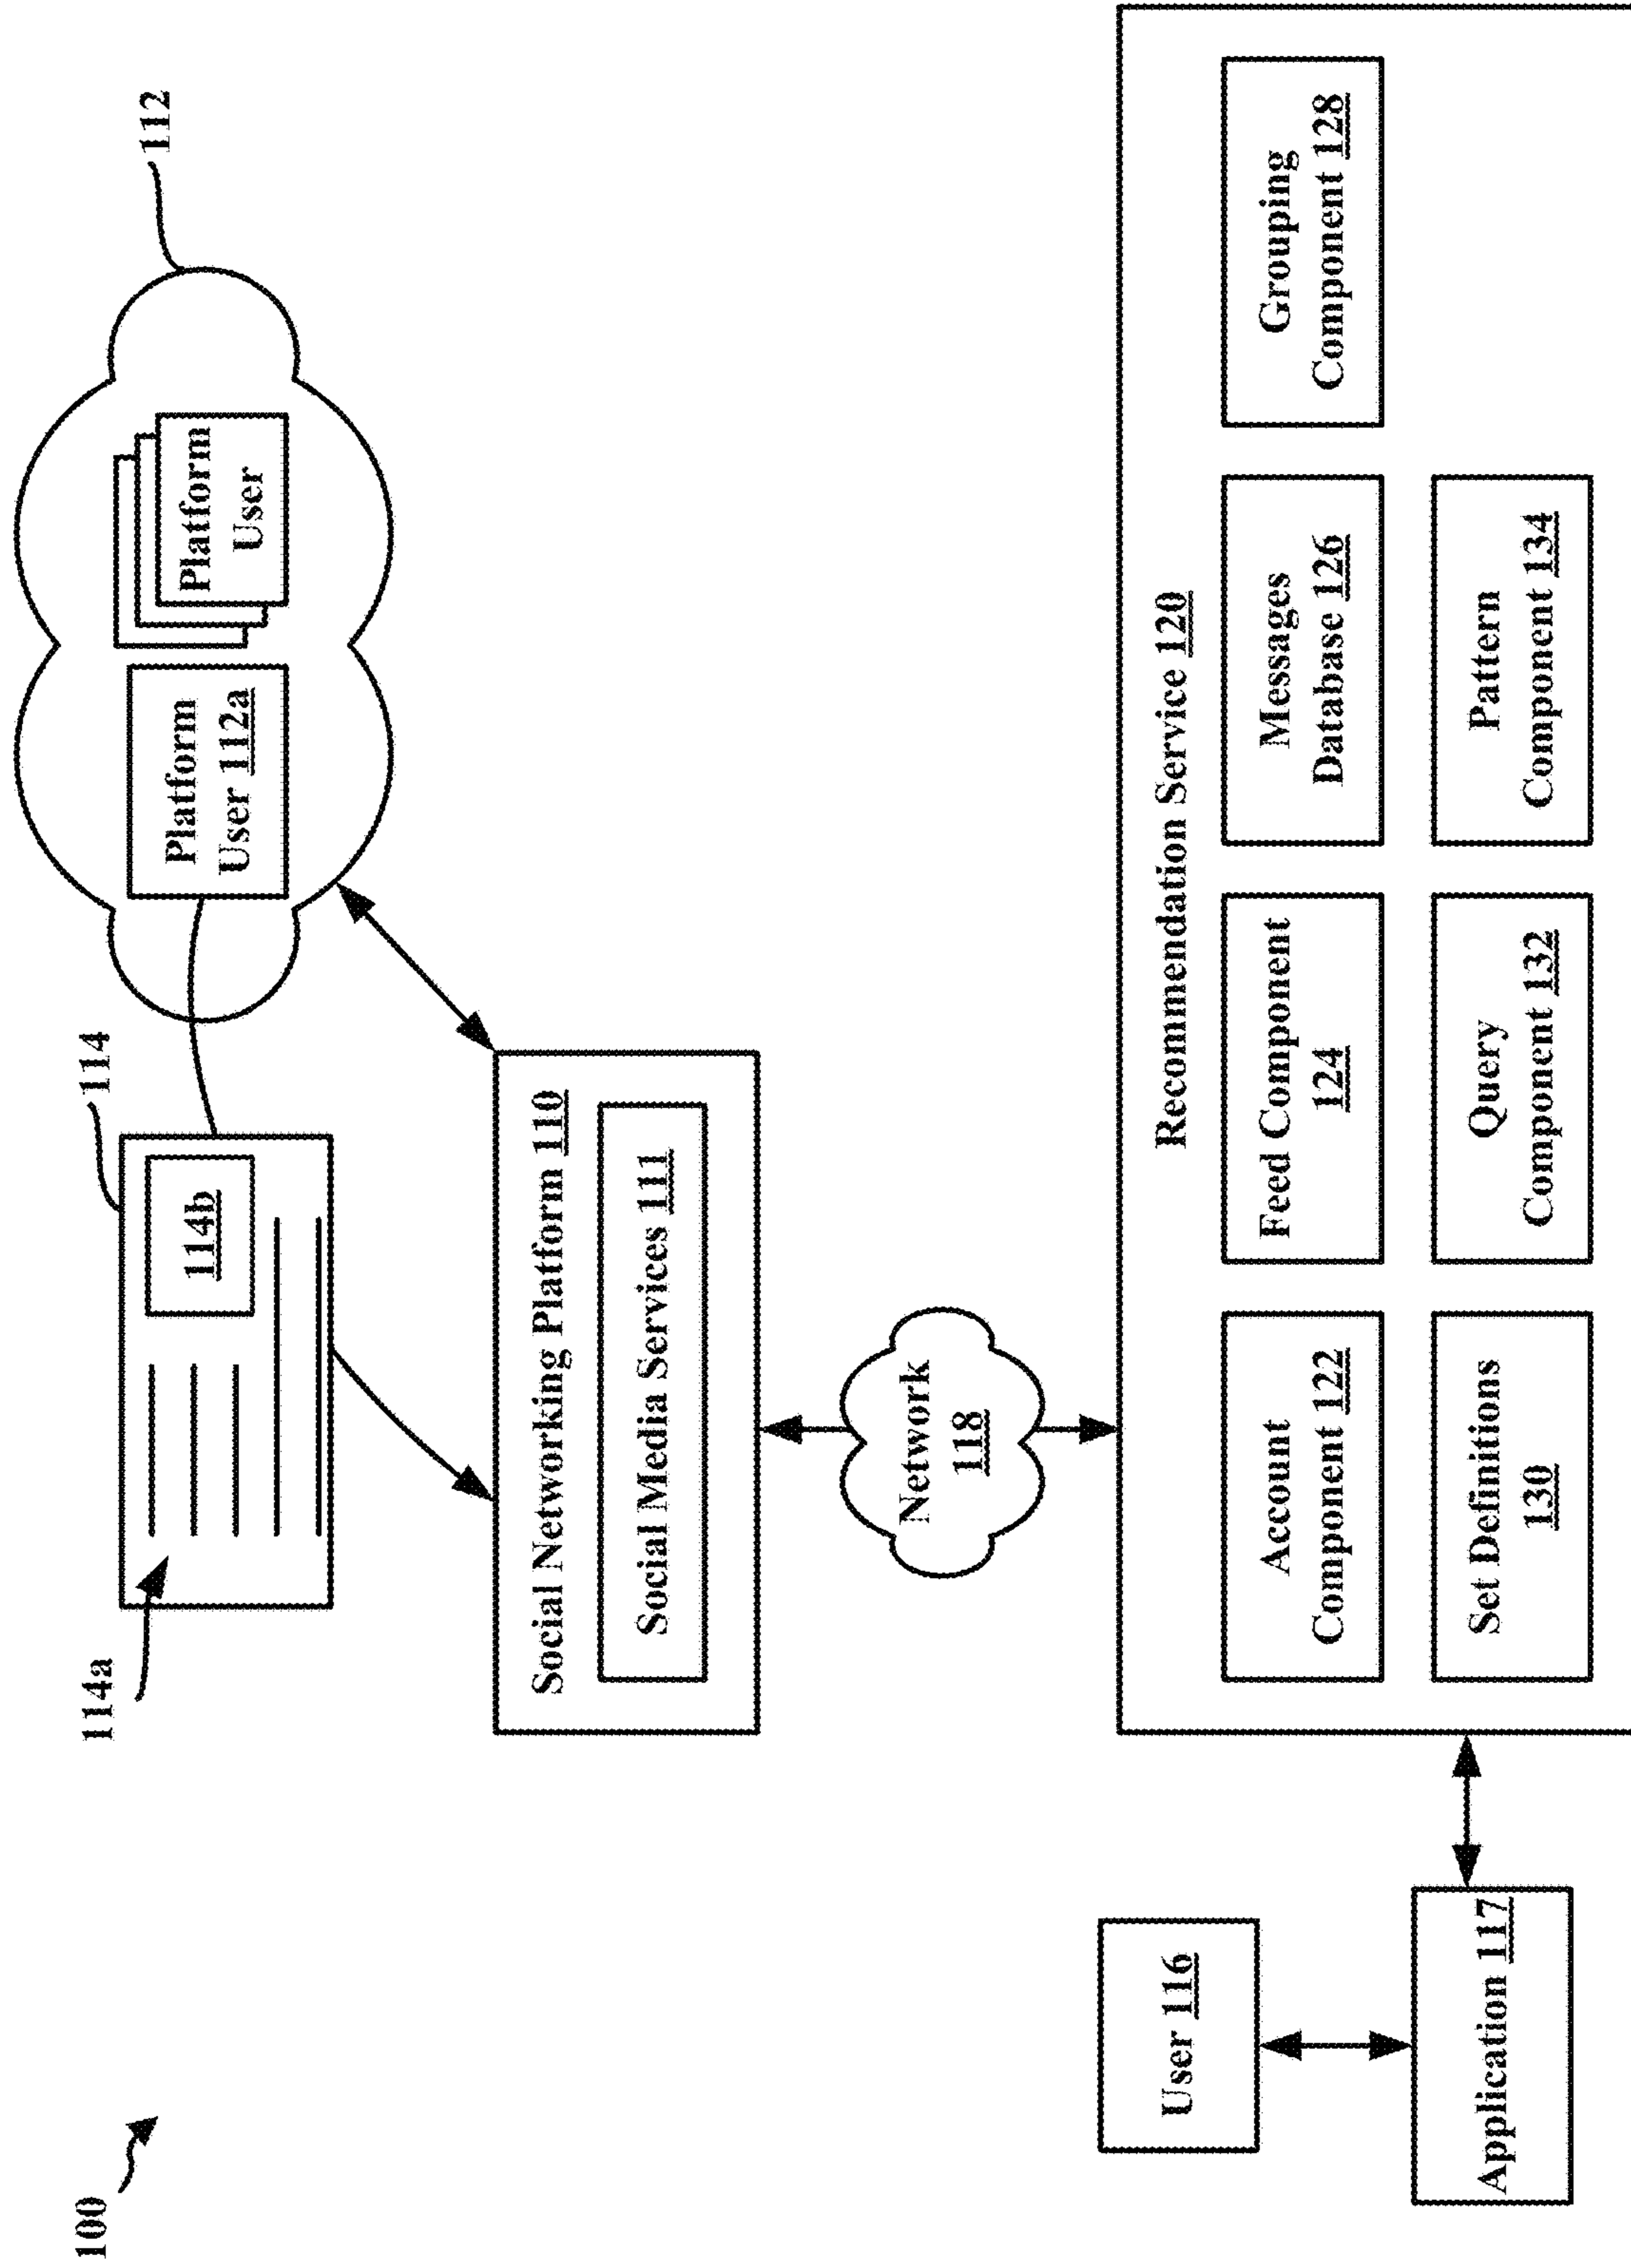 100
114a
114
112
114b
Platform
User 112a
Platform
User
Social Networking Platform 110
Social Media Services 111
Network
118
User 116
Application 117
Recommendation Service 120
Account
Component 122
Feed Component
124
Messages
Database 126
Grouping
Component 128
Set Definitions
130
Query
Component 132
Pattern
Component 134